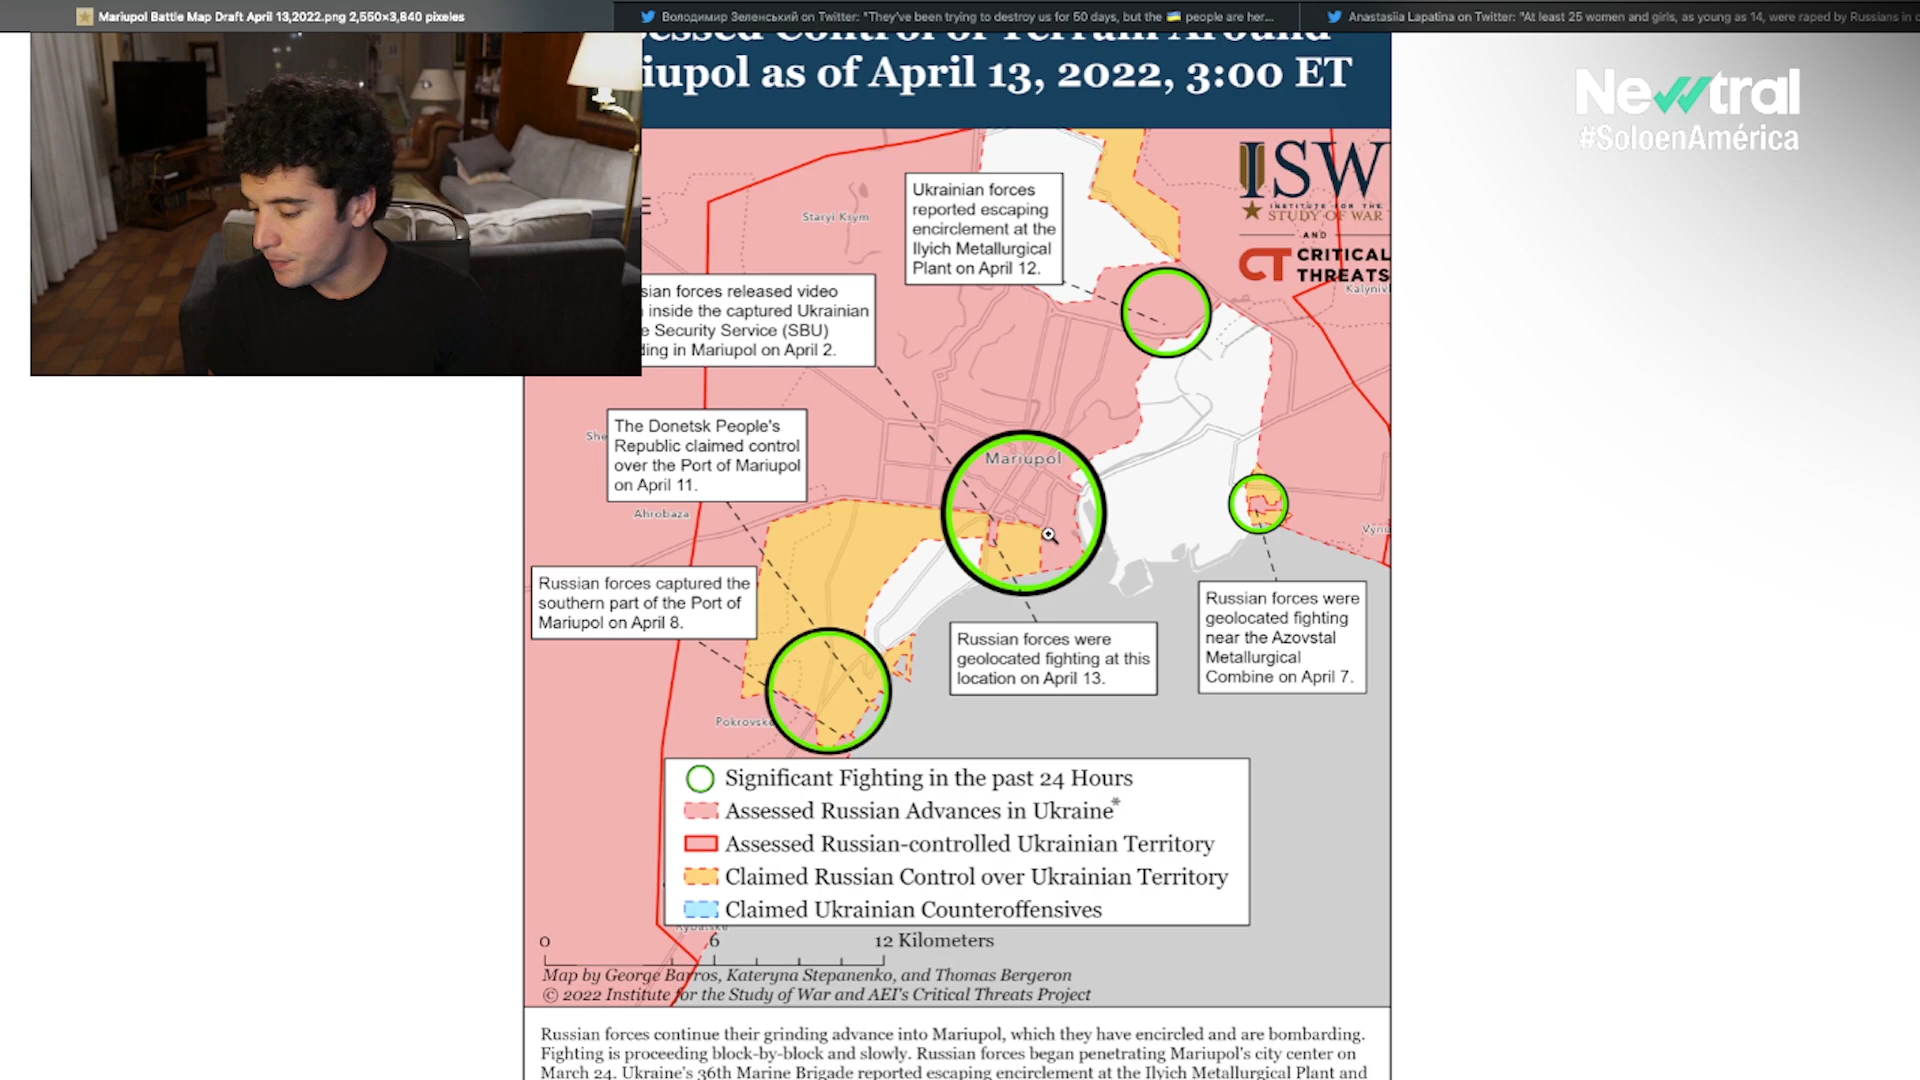 Mariupol Battle Map Draft April 13,2022.png 2,550×3,840 pixeles
Володимир Зеленський on Twitter: "They've been trying to destroy us for 50 days, but the 🇺🇦 people are her...
Anastasiia Lapatina on Twitter: "At least 25 women and girls, as young as 14, were raped by Russians in
essed Control of Terrain Around
iupol as of April 13, 2022, 3:00 ET
Newtral
#SoloenAmérica
ISW
INSTITUTE FOR THE
STUDY OF WAR
AND
CT CRITICAL
THREATS
Staryi Krym
Kalyniv
Ukrainian forces
reported escaping
encirclement at the
Ilyich Metallurgical
Plant on April 12.
sian forces released video
inside the captured Ukrainian
e Security Service (SBU)
ding in Mariupol on April 2.
The Donetsk People's
Republic claimed control
over the Port of Mariupol
on April 11.
She
Mariupol
Ahrobaza
Vynu
Russian forces captured the
southern part of the Port of
Mariupol on April 8.
Russian forces were
geolocated fighting at this
location on April 13.
Russian forces were
geolocated fighting
near the Azovstal
Metallurgical
Combine on April 7.
Pokrovske
Significant Fighting in the past 24 Hours
Assessed Russian Advances in Ukraine*
Assessed Russian-controlled Ukrainian Territory
Claimed Russian Control over Ukrainian Territory
Claimed Ukrainian Counteroffensives
0 6 12 Kilometers
Map by George Barros, Kateryna Stepanenko, and Thomas Bergeron
© 2022 Institute for the Study of War and AEI's Critical Threats Project
Russian forces continue their grinding advance into Mariupol, which they have encircled and are bombarding.
Fighting is proceeding block-by-block and slowly. Russian forces began penetrating Mariupol's city center on
March 24. Ukraine's 36th Marine Brigade reported escaping encirclement at the Ilyich Metallurgical Plant and